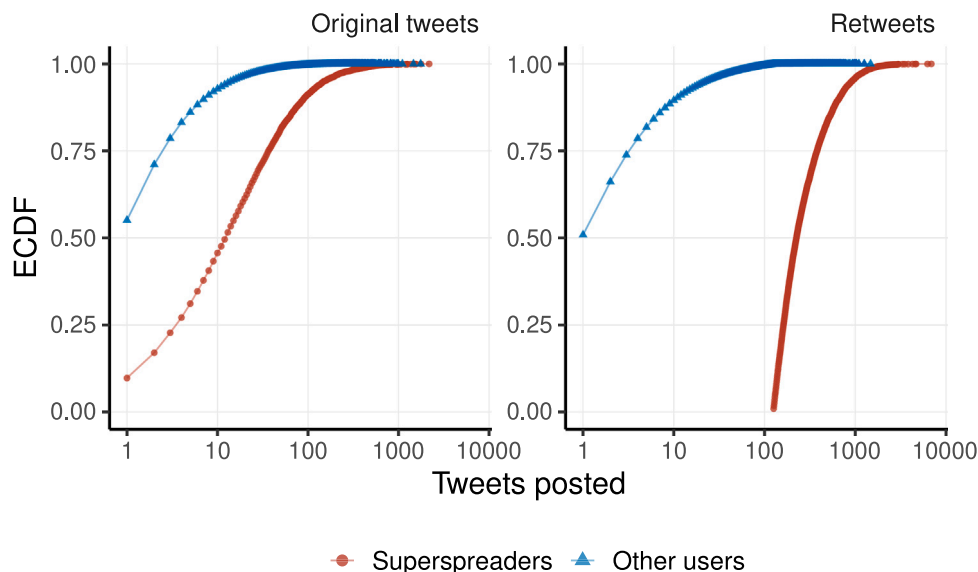 Original tweets
Retweets
ECDF
1.00
0.75
0.50
0.25
0.00
1 10 100 1000 10000
1.00
0.75
0.50
0.25
0.00
1 10 100 1000 10000
Tweets posted
Superspreaders Other users